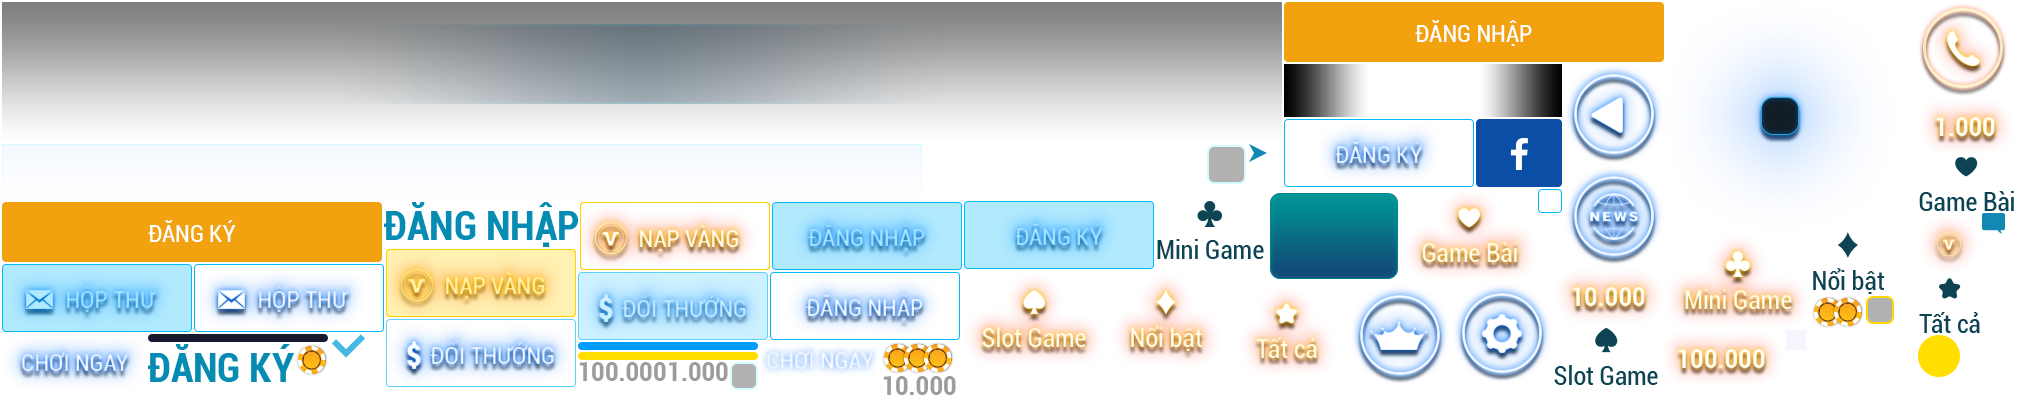 ĐĂNG NHẬP
1.000
ĐĂNG KÝ
Game Bài
NEWS
ĐĂNG KÝ
ĐĂNG NHẬP
NẠP VÀNG
ĐĂNG NHẬP
ĐĂNG KÝ
Mini Game
Game Bài
HỘP THƯ
HỘP THƯ
NẠP VÀNG
ĐỔI THƯỞNG
ĐĂNG NHẬP
Slot Game
Nổi bật
Tất cả
10.000
Mini Game
Nổi bật
Tất cả
CHƠI NGAY
ĐĂNG KÝ
ĐỔI THƯỞNG
100.000
1.000
CHƠI NGAY
10.000
Slot Game
100.000